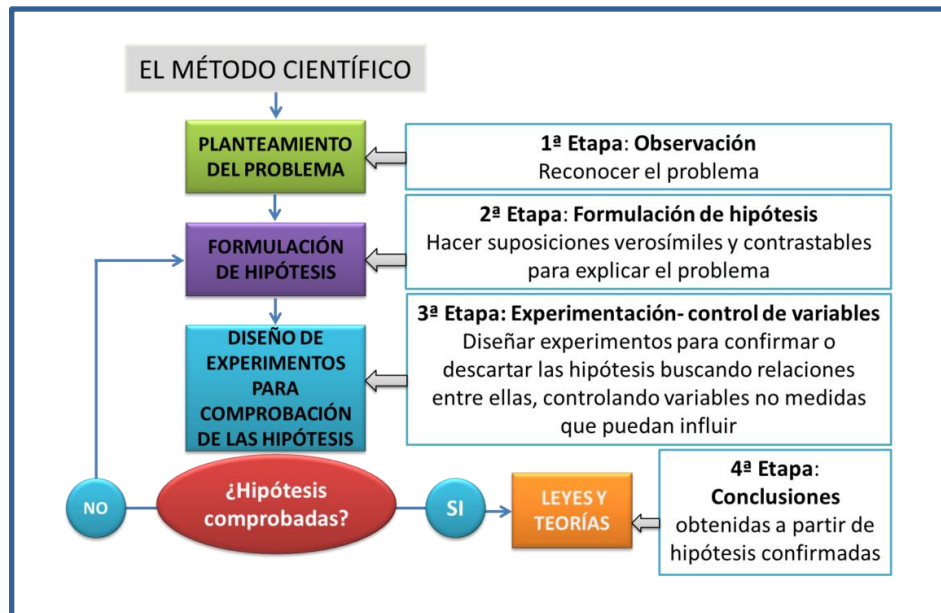 EL MÉTODO CIENTÍFICO
PLANTEAMIENTO
DEL PROBLEMA
1ª Etapa: Observación
Reconocer el problema
FORMULACIÓN
DE HIPÓTESIS
2ª Etapa: Formulación de hipótesis
Hacer suposiciones verosímiles y contrastables
para explicar el problema
DISEÑO DE
EXPERIMENTOS
PARA
COMPROBACIÓN
DE LAS HIPÓTESIS
3ª Etapa: Experimentación- control de variables
Diseñar experimentos para confirmar o
descartar las hipótesis buscando relaciones
entre ellas, controlando variables no medidas
que puedan influir
NO
¿Hipótesis
comprobadas?
SI
LEYES Y
TEORÍAS
4ª Etapa:
Conclusiones
obtenidas a partir de
hipótesis confirmadas